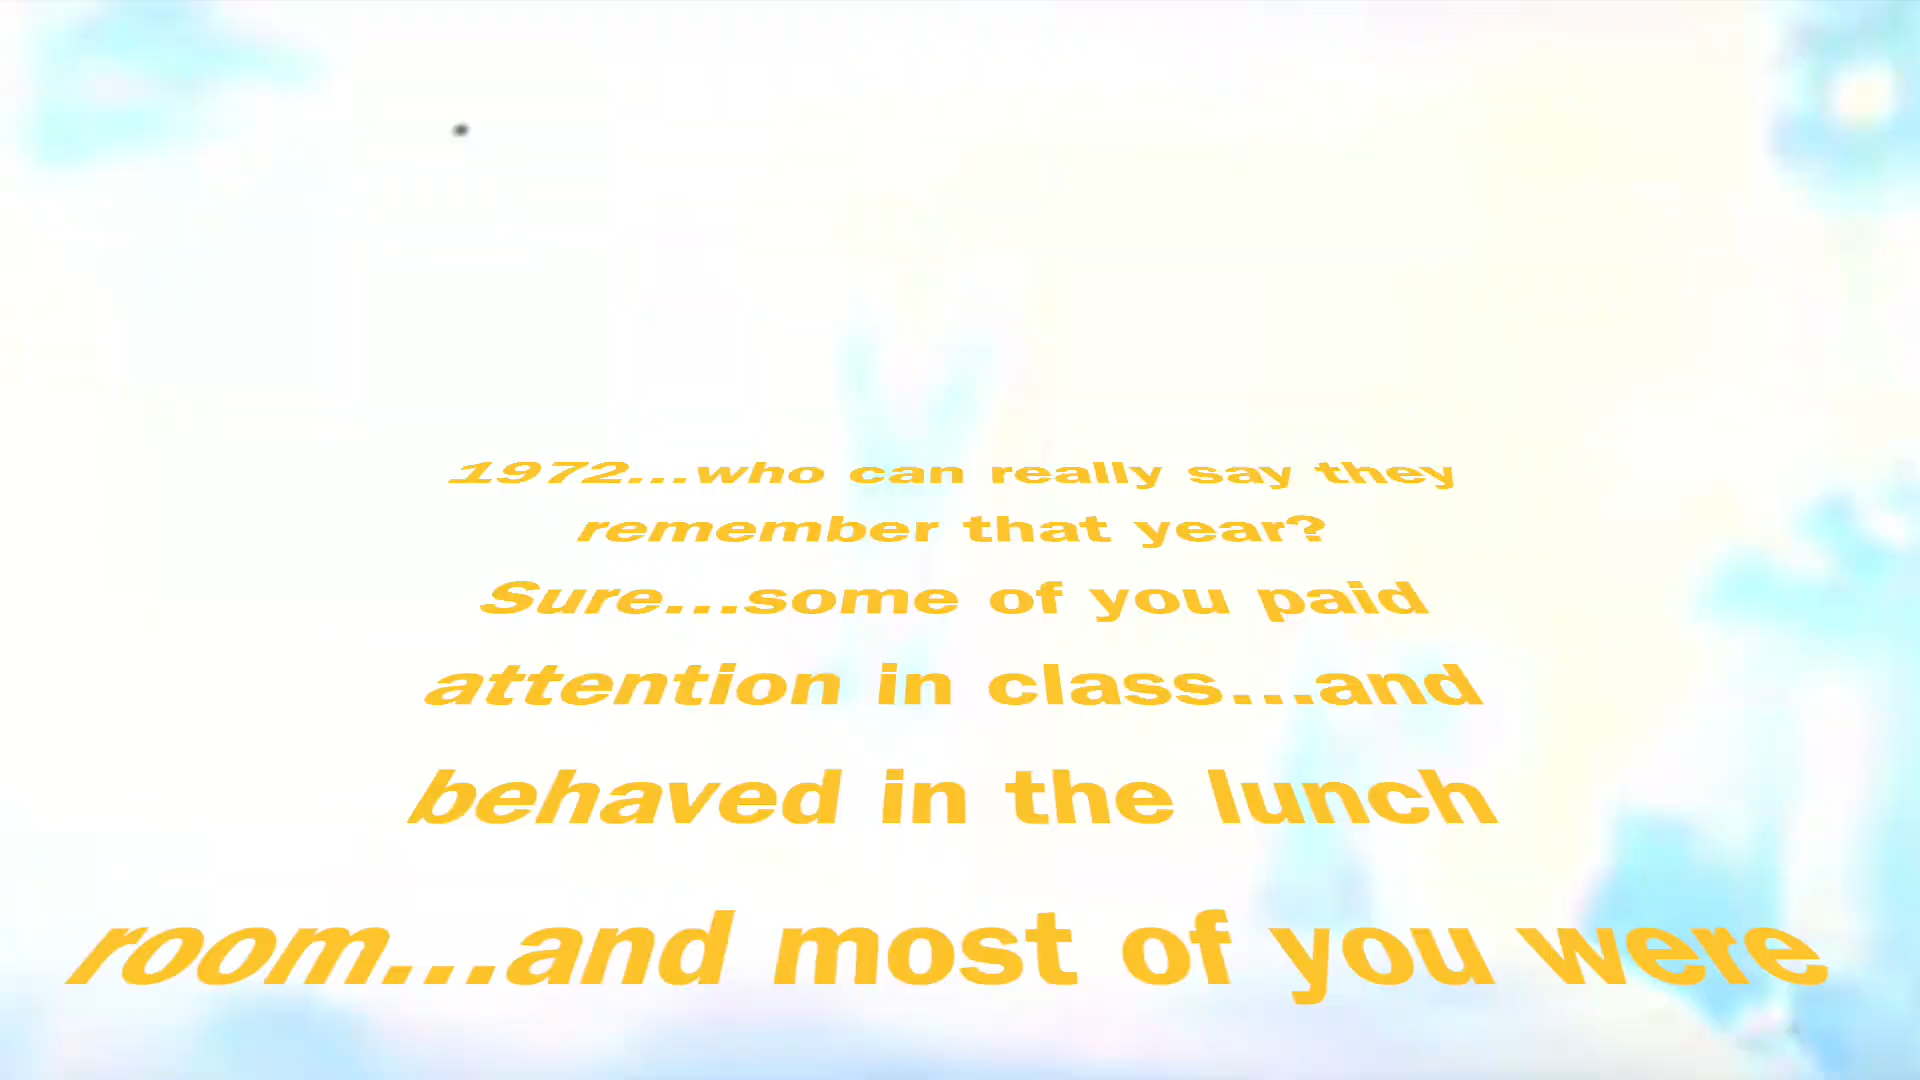 1972...who can really say they
remember that year?
Sure...some of you paid
attention in class...and
behaved in the lunch
room...and most of you were